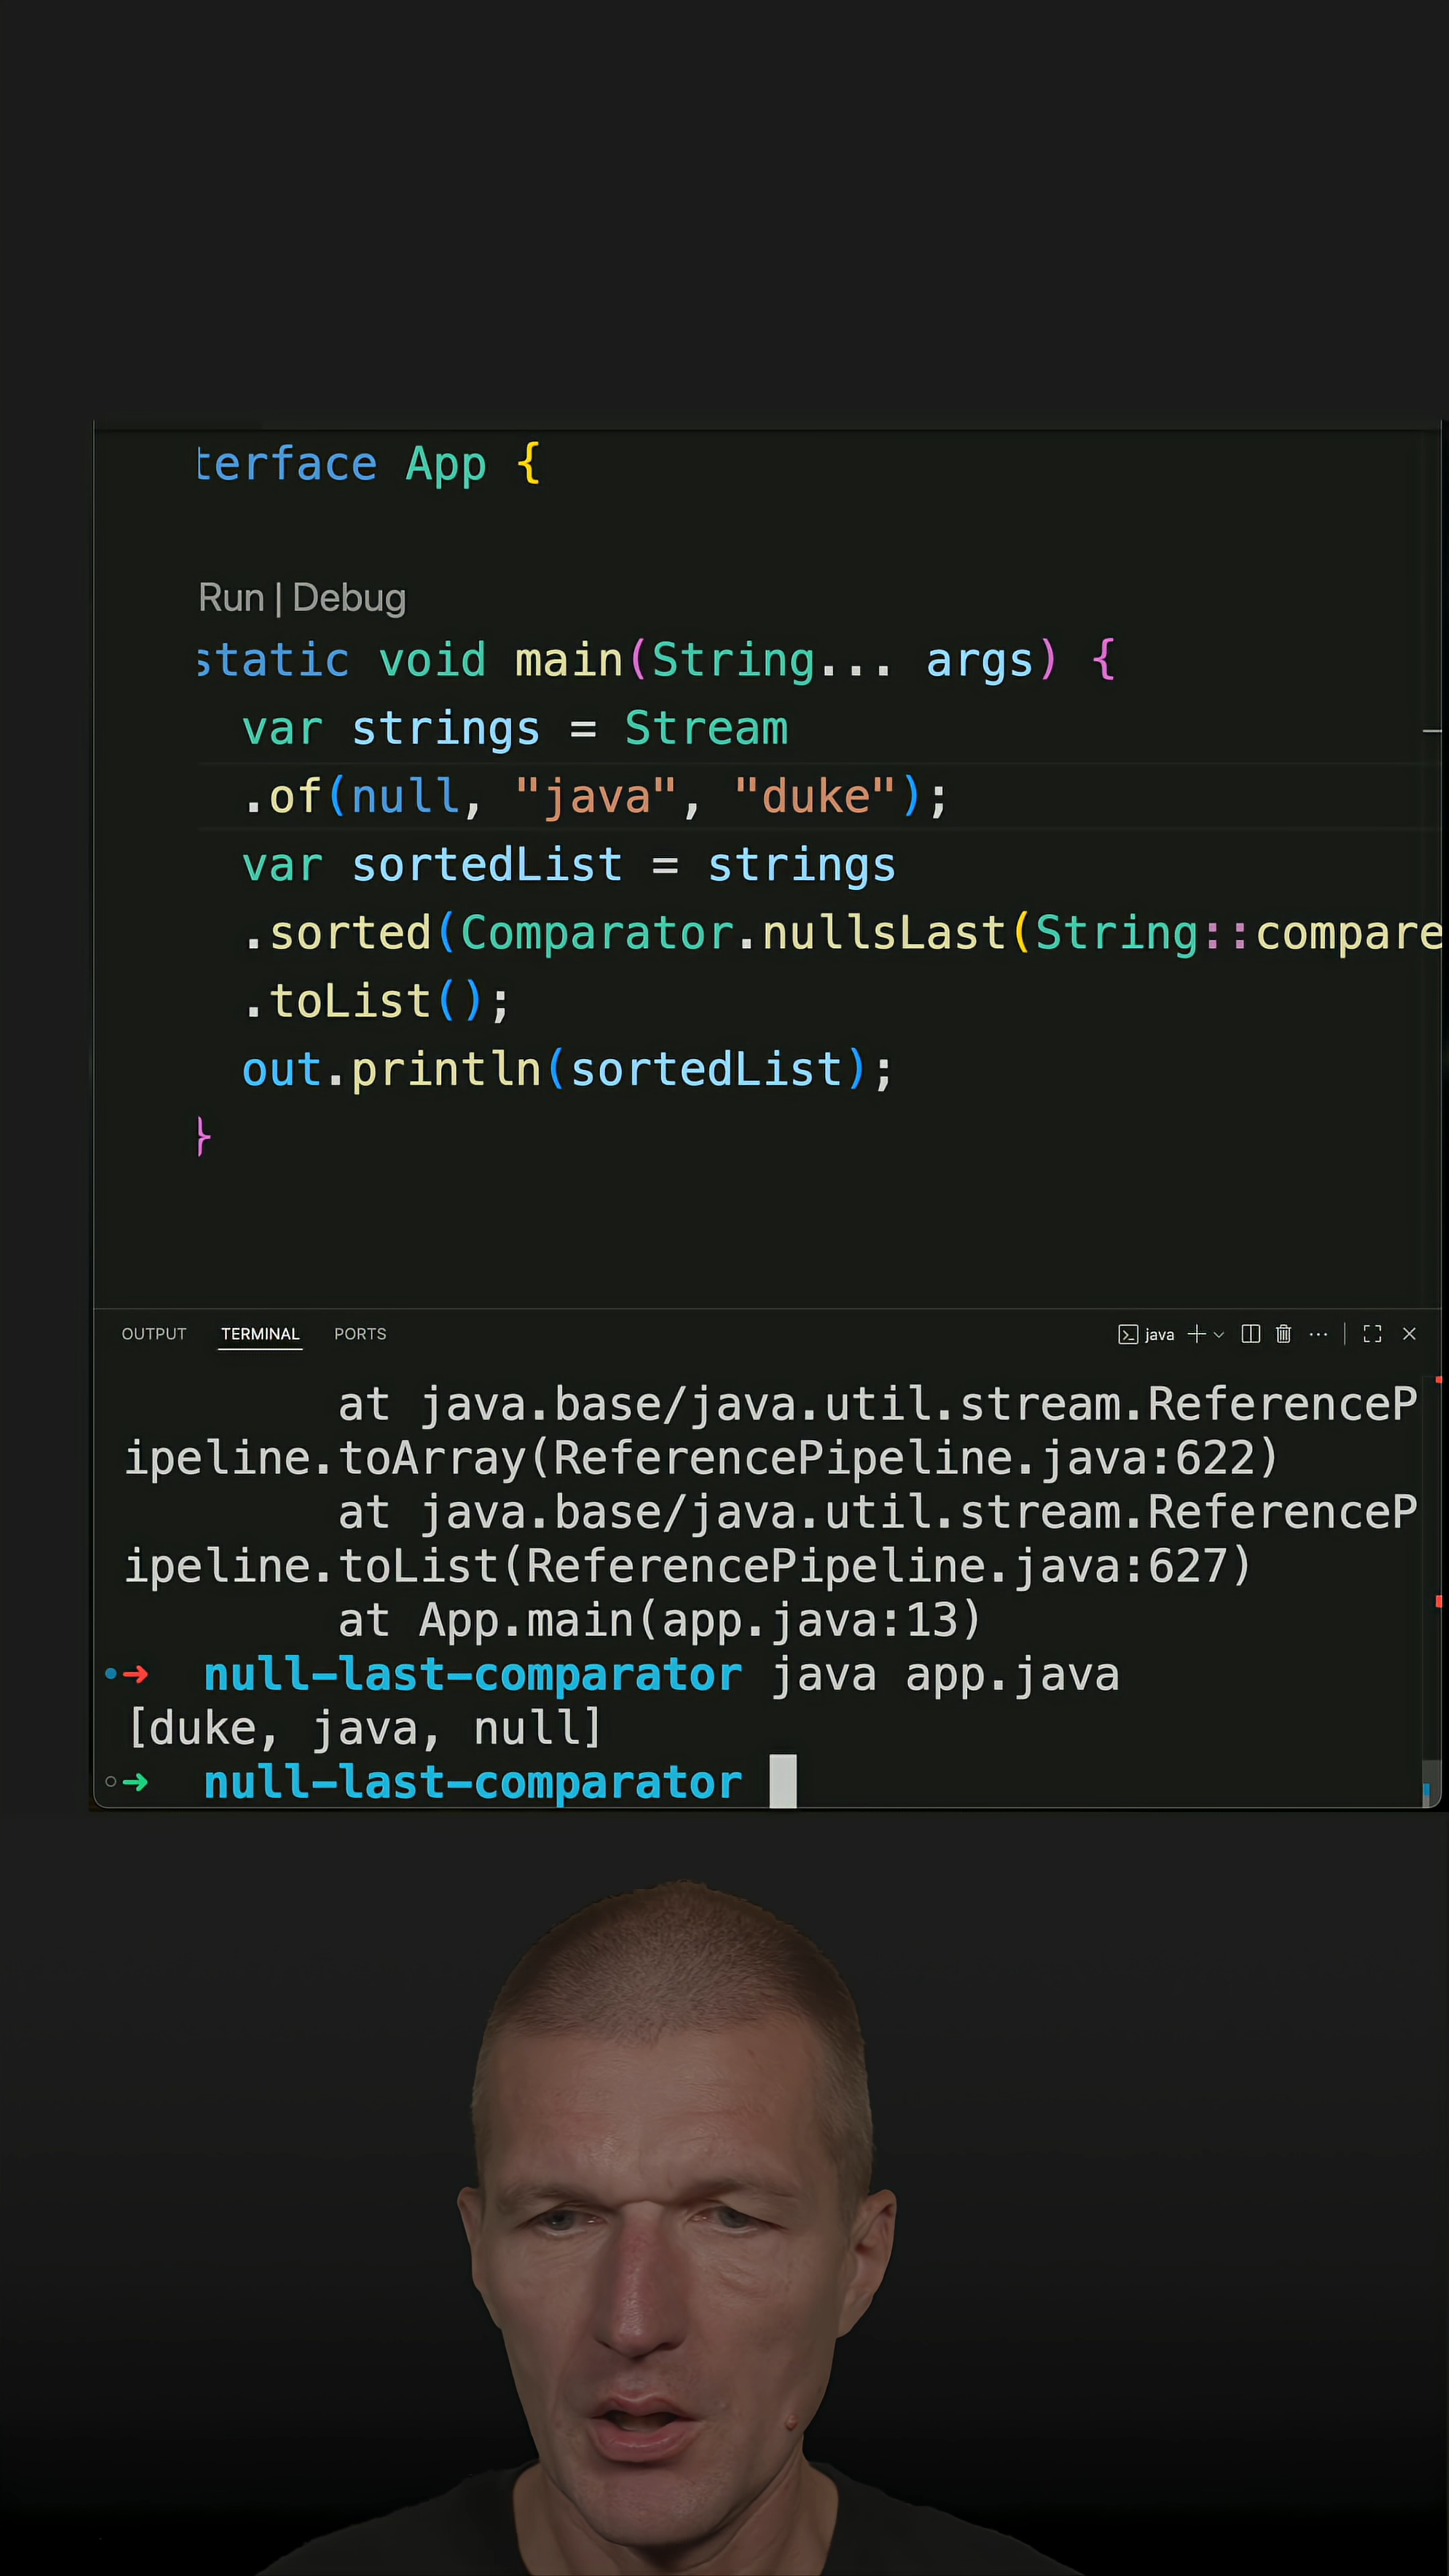 terface App {
Run | Debug
static void main(String... args) {
var strings = Stream
.of(null, "java", "duke");
var sortedList = strings
.sorted(Comparator.nullsLast(String::compare
.toList();
out.println(sortedList);
}
OUTPUT TERMINAL PORTS java
at java.base/java.util.stream.ReferenceP
ipeline.toArray(ReferencePipeline.java:622)
at java.base/java.util.stream.ReferenceP
ipeline.toList(ReferencePipeline.java:627)
at App.main(app.java:13)
null-last-comparator java app.java
[duke, java, null]
null-last-comparator